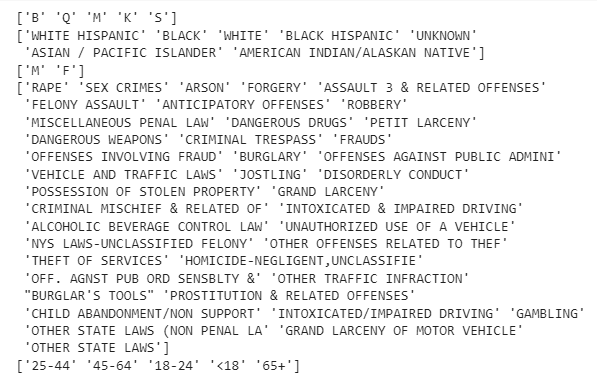 ['B' 'Q' 'M' 'K' 'S']
['WHITE HISPANIC' 'BLACK' 'WHITE' 'BLACK HISPANIC' 'UNKNOWN'
'ASIAN / PACIFIC ISLANDER' 'AMERICAN INDIAN/ALASKAN NATIVE']
['M' 'F']
['RAPE' 'SEX CRIMES' 'ARSON' 'FORGERY' 'ASSAULT 3 & RELATED OFFENSES'
'FELONY ASSAULT' 'ANTICIPATORY OFFENSES' 'ROBBERY'
'MISCELLANEOUS PENAL LAW' 'DANGEROUS DRUGS' 'PETIT LARCENY'
'DANGEROUS WEAPONS' 'CRIMINAL TRESPASS' 'FRAUDS'
'OFFENSES INVOLVING FRAUD' 'BURGLARY' 'OFFENSES AGAINST PUBLIC ADMINI'
'VEHICLE AND TRAFFIC LAWS' 'JOSTLING' 'DISORDERLY CONDUCT'
'POSSESSION OF STOLEN PROPERTY' 'GRAND LARCENY'
'CRIMINAL MISCHIEF & RELATED OF' 'INTOXICATED & IMPAIRED DRIVING'
'ALCOHOLIC BEVERAGE CONTROL LAW' 'UNAUTHORIZED USE OF A VEHICLE'
'NYS LAWS-UNCLASSIFIED FELONY' 'OTHER OFFENSES RELATED TO THEF'
'THEFT OF SERVICES' 'HOMICIDE-NEGLIGENT,UNCLASSIFIE'
'OFF. AGNST PUB ORD SENSBLTY &' 'OTHER TRAFFIC INFRACTION'
"BURGLAR'S TOOLS" 'PROSTITUTION & RELATED OFFENSES'
'CHILD ABANDONMENT/NON SUPPORT' 'INTOXICATED/IMPAIRED DRIVING' 'GAMBLING'
'OTHER STATE LAWS (NON PENAL LA' 'GRAND LARCENY OF MOTOR VEHICLE'
'OTHER STATE LAWS']
['25-44' '45-64' '18-24' '<18' '65+']